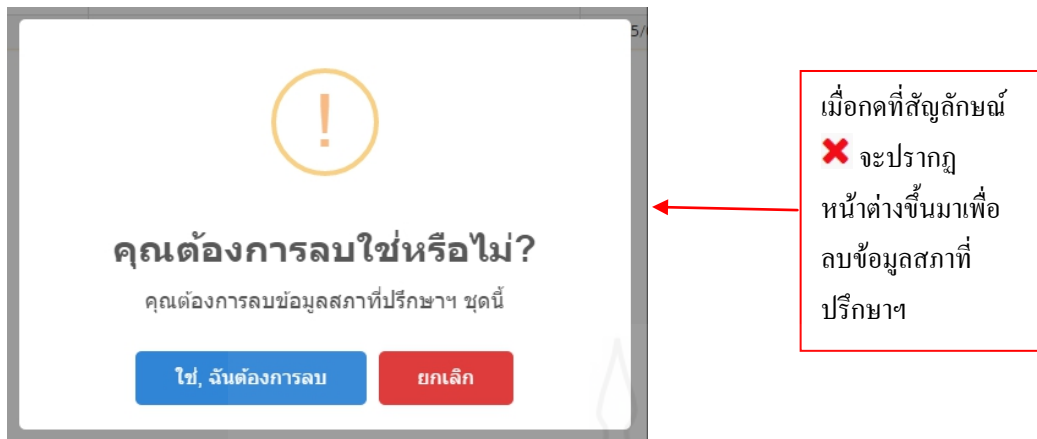 5/
!
คุณต้องการลบใช่หรือไม่?
คุณต้องการลบข้อมูลสภาที่ปรึกษาฯ ชุดนี้
ใช่, ฉันต้องการลบ
ยกเลิก
เมื่อกดที่สัญลักษณ์
จะปรากฏ
หน้าต่างขึ้นมาเพื่อ
ลบข้อมูลสภาที่
ปรึกษาฯ